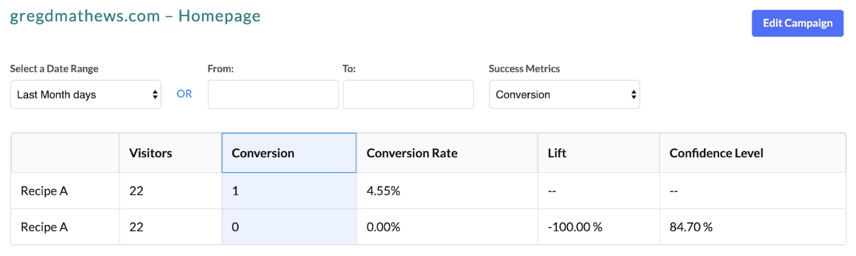 gregdmathews.com – Homepage
Edit Campaign
Select a Date Range From: To: Success Metrics
Last Month days OR Conversion
Visitors Conversion Conversion Rate Lift Confidence Level
Recipe A 22 1 4.55% -- --
Recipe A 22 0 0.00% -100.00 % 84.70 %